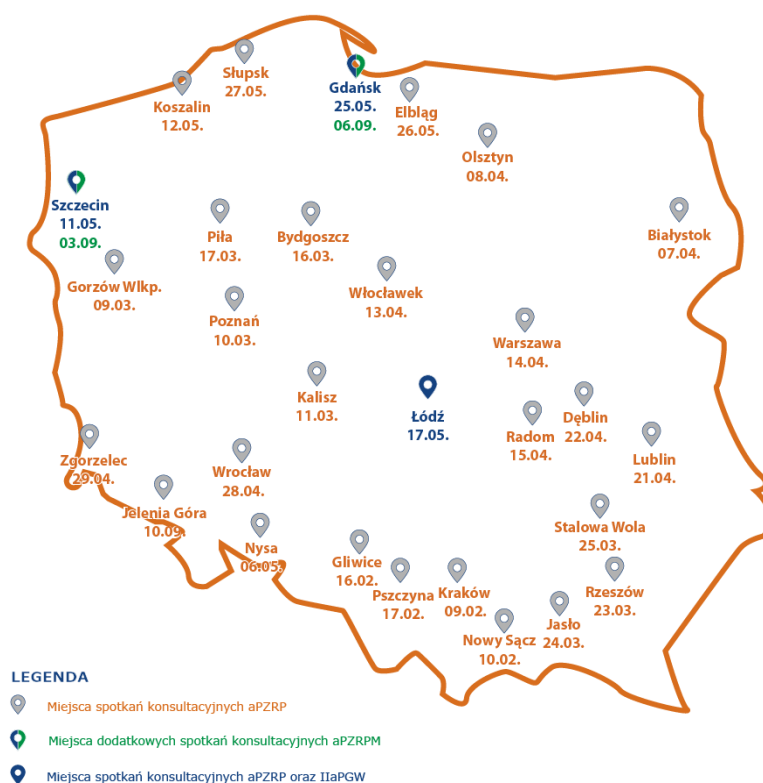 Słupsk
27.05.
Koszalin
12.05.
Gdańsk
25.05.
06.09.
Elbląg
26.05.
Olsztyn
08.04.
Szczecin
11.05.
03.09.
Piła
17.03.
Bydgoszcz
16.03.
Białystok
07.04.
Gorzów Wlkp.
09.03.
Włocławek
13.04.
Poznań
10.03.
Warszawa
14.04.
Kalisz
11.03.
Łódź
17.05.
Dęblin
22.04.
Radom
15.04.
Lublin
21.04.
Zgorzelec
29.04.
Wrocław
28.04.
Jelenia Góra
10.09.
Stalowa Wola
25.03.
Nysa
06.05.
Gliwice
16.02.
Pszczyna
17.02.
Kraków
09.02.
Rzeszów
23.03.
Jasło
24.03.
Nowy Sącz
10.02.
LEGENDA
Miejsca spotkań konsultacyjnych aPZRP
Miejsca dodatkowych spotkań konsultacyjnych aPZRPM
Miejsca spotkań konsultacyjnych aPZRP oraz IIaPGW